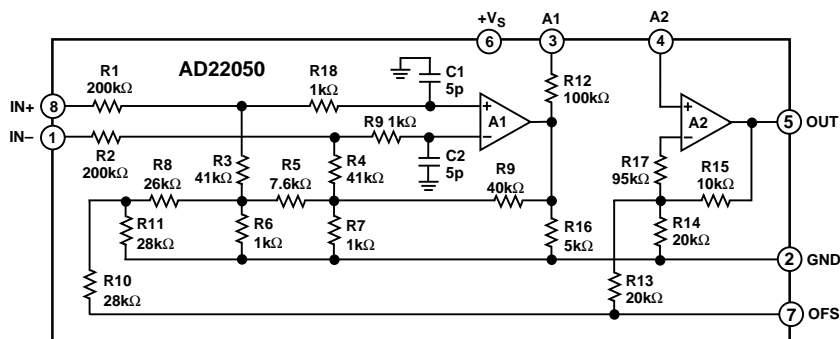 +VS A1 A2
6 3 4
AD22050
R1
200kΩ
R18
1kΩ
C1
5p
R12
100kΩ
IN+ 8
IN– 1
R9 1kΩ
+
–
A1
+
–
A2
5 OUT
R2
200kΩ
R8
26kΩ
R3
41kΩ
R5
7.6kΩ
R4
41kΩ
C2
5p
R9
40kΩ
R17
95kΩ
R15
10kΩ
R11
28kΩ
R6
1kΩ
R7
1kΩ
R16
5kΩ
R14
20kΩ
2 GND
R10
28kΩ
R13
20kΩ
7 OFS